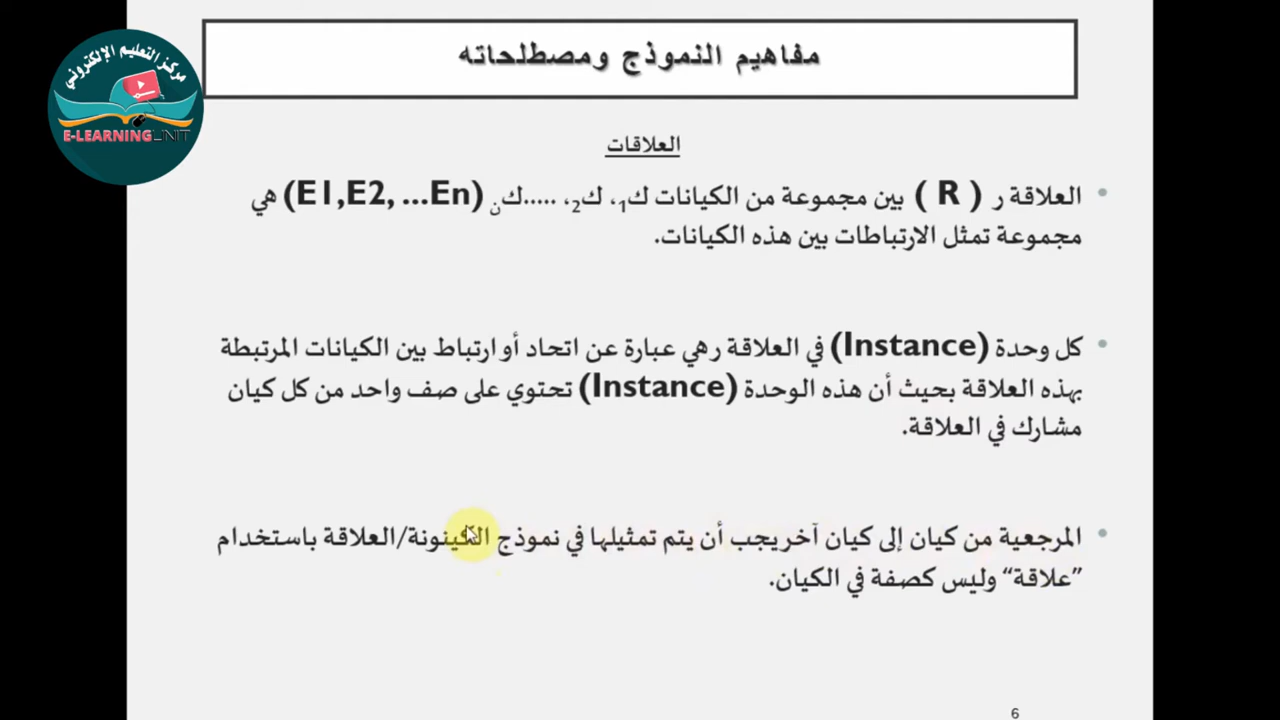 مركز التعليم الإلكتروني
E-LEARNING UNIT
مفاهيم النموذج ومصطلحاته
العلاقات
• العلاقة ر ( R ) بين مجموعة من الكيانات ك1، ك2، .....كن (E1,E2, ...En) هي
مجموعة تمثل الارتباطات بين هذه الكيانات.
• كل وحدة (Instance) في العلاقة رهي عبارة عن اتحاد أو ارتباط بين الكيانات المرتبطة
بهذه العلاقة بحيث أن هذه الوحدة (Instance) تحتوي على صف واحد من كل كيان
مشارك في العلاقة.
• المرجعية من كيان إلى كيان آخر يجب أن يتم تمثيلها في نموذج الكينونة/العلاقة باستخدام
"علاقة" وليس كصفة في الكيان.
6